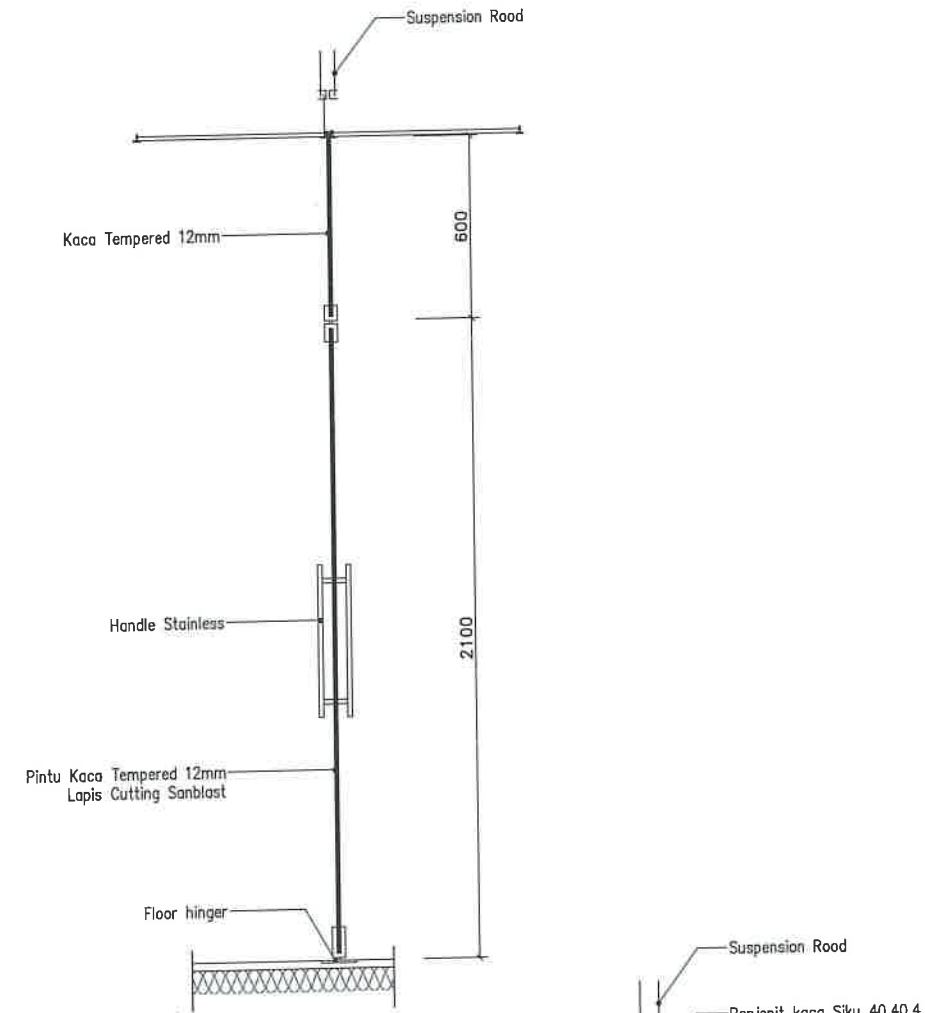 Suspension Rood
Kaca Tempered 12mm
600
Handle Stainless
2100
Pintu Kaca Tempered 12mm
Lapis Cutting Sanblast
Floor hinger
Suspension Rood
kaca Siku 40.40.4